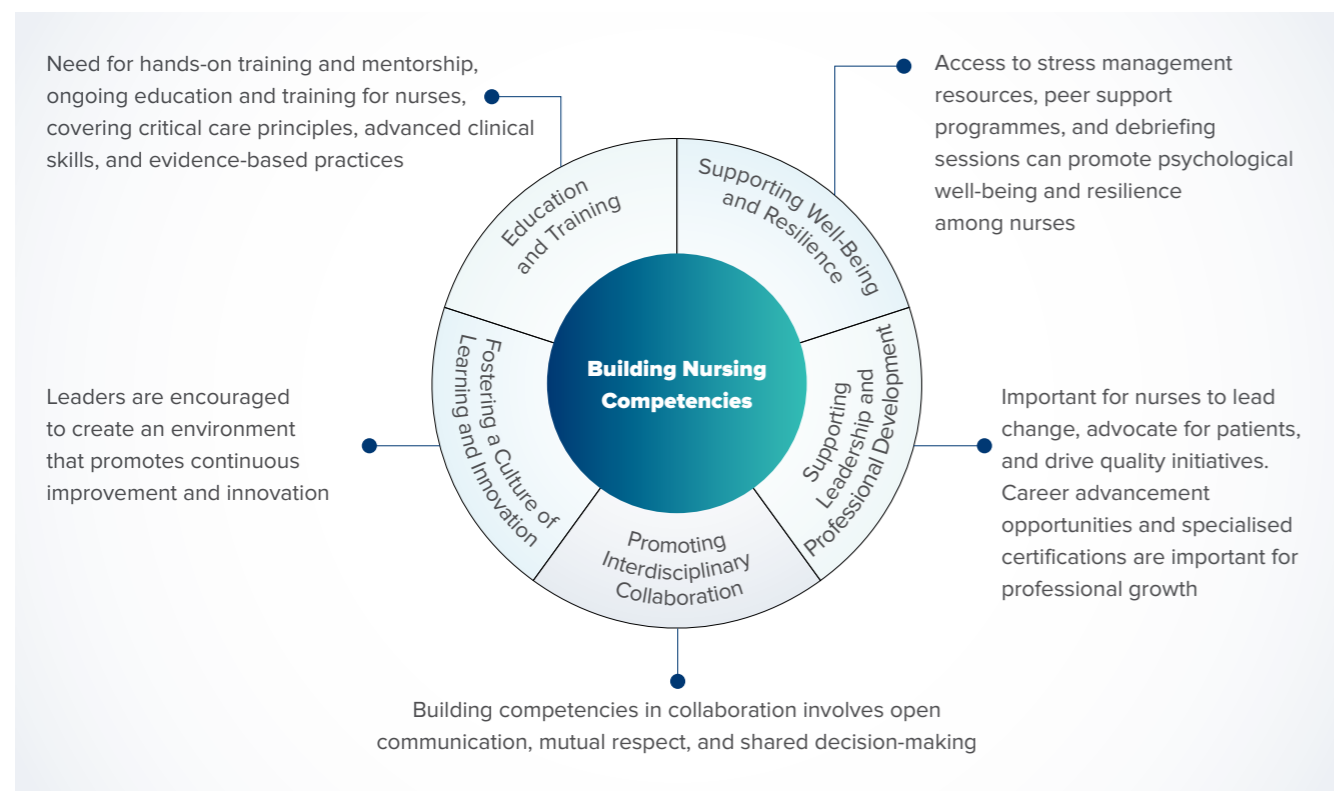 Need for hands-on training and mentorship,
ongoing education and training for nurses,
covering critical care principles, advanced clinical
skills, and evidence-based practices
Access to stress management
resources, peer support
programmes, and debriefing
sessions can promote psychological
well-being and resilience
among nurses
Education
and Training
Supporting Well-Being
and Resilience
Building Nursing
Competencies
Fostering a Culture of
Learning and Innovation
Supporting
Leadership and
Professional Development
Promoting
Interdisciplinary
Collaboration
Leaders are encouraged
to create an environment
that promotes continuous
improvement and innovation
Important for nurses to lead
change, advocate for patients,
and drive quality initiatives.
Career advancement
opportunities and specialised
certifications are important for
professional growth
Building competencies in collaboration involves open
communication, mutual respect, and shared decision-making